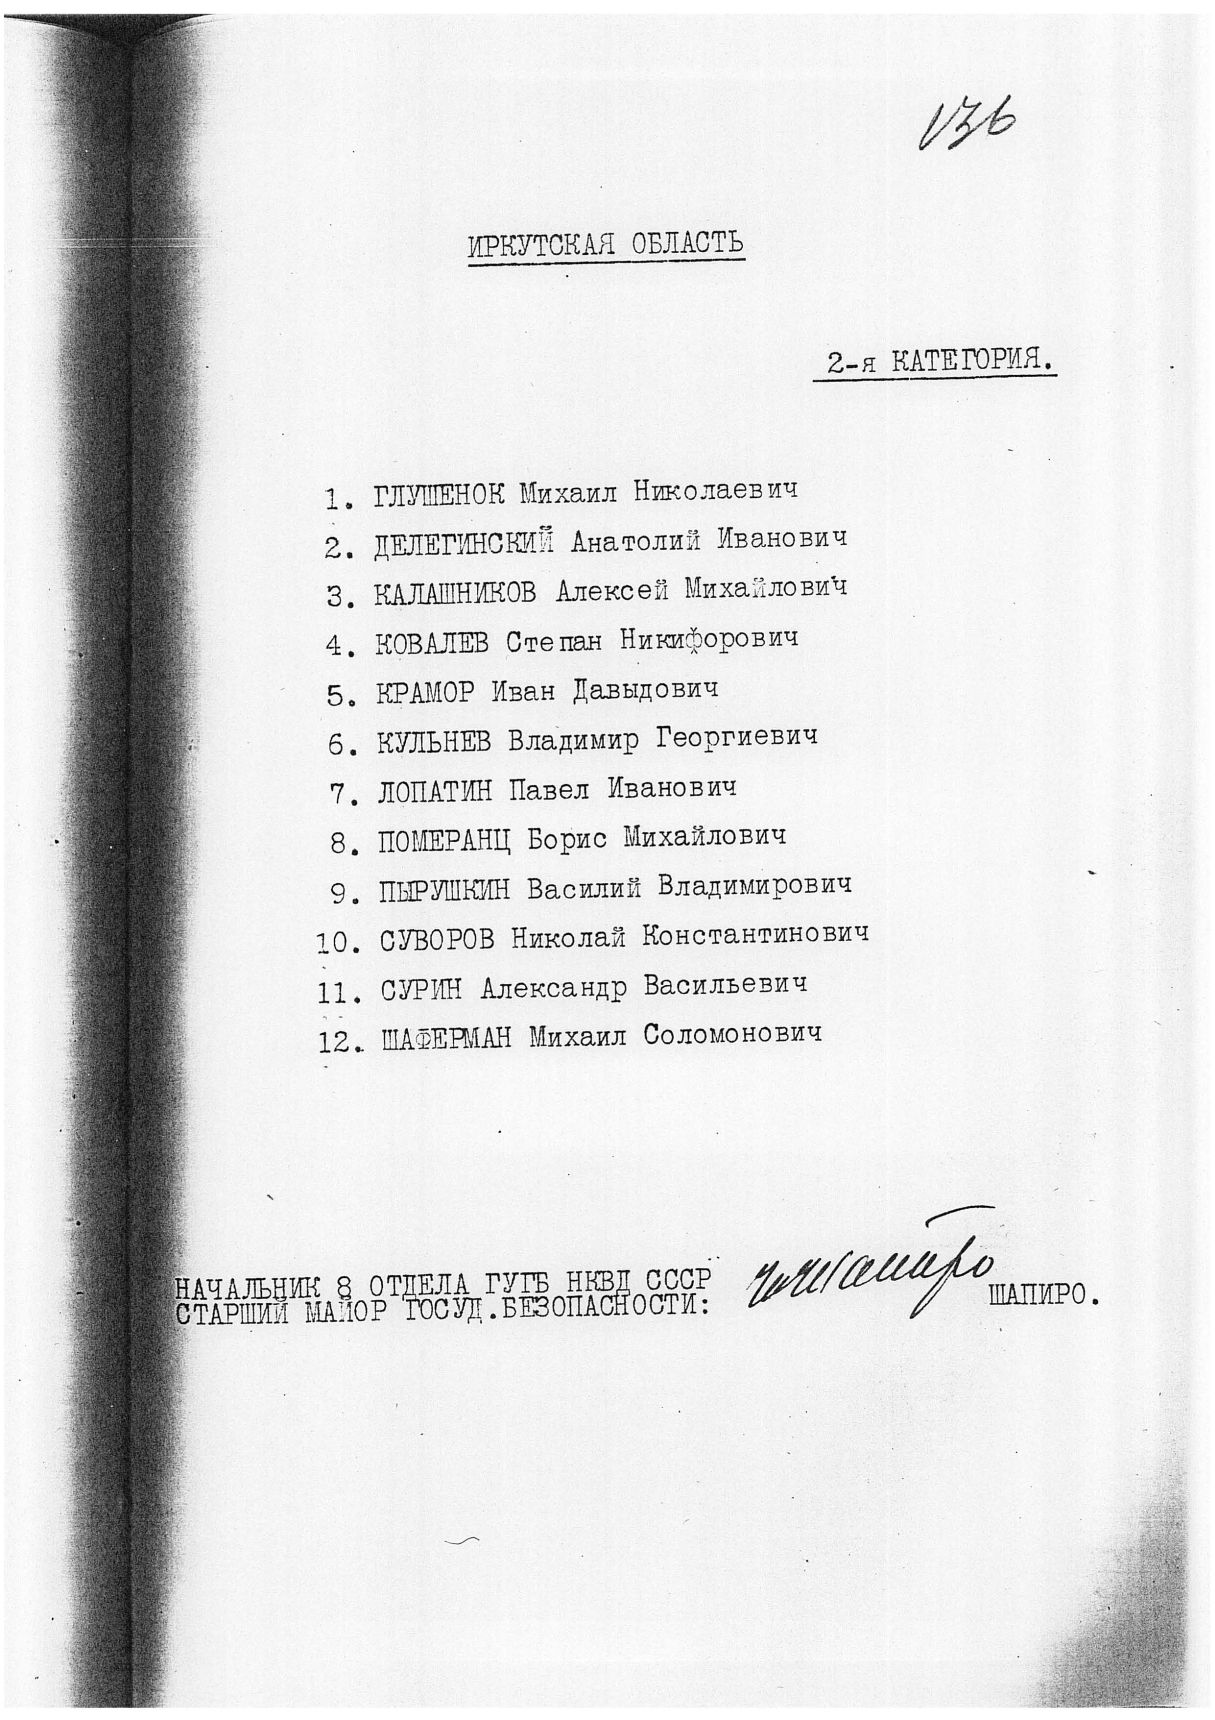 136
ИРКУТСКАЯ ОБЛАСТЬ
2-я КАТЕГОРИЯ.
1. ГЛУШЕНОК Михаил Николаевич
2. ДЕЛЕГИНСКИЙ Анатолий Иванович
3. КАЛАШНИКОВ Алексей Михайлович
4. КОВАЛЕВ Степан Никифорович
5. КРАМОР Иван Давыдович
6. КУЛЬНЕВ Владимир Георгиевич
7. ЛОПАТИН Павел Иванович
8. ПОМЕРАНЦ Борис Михайлович
9. ПЫРУШКИН Василий Владимирович
10. СУВОРОВ Николай Константинович
11. СУРИН Александр Васильевич
12. ШАФЕРМАН Михаил Соломонович
НАЧАЛЬНИК 8 ОТДЕЛА ГУГБ НКВД СССР
СТАРШИЙ МАЙОР ГОСУД.БЕЗОПАСНОСТИ: ШАПИРО.